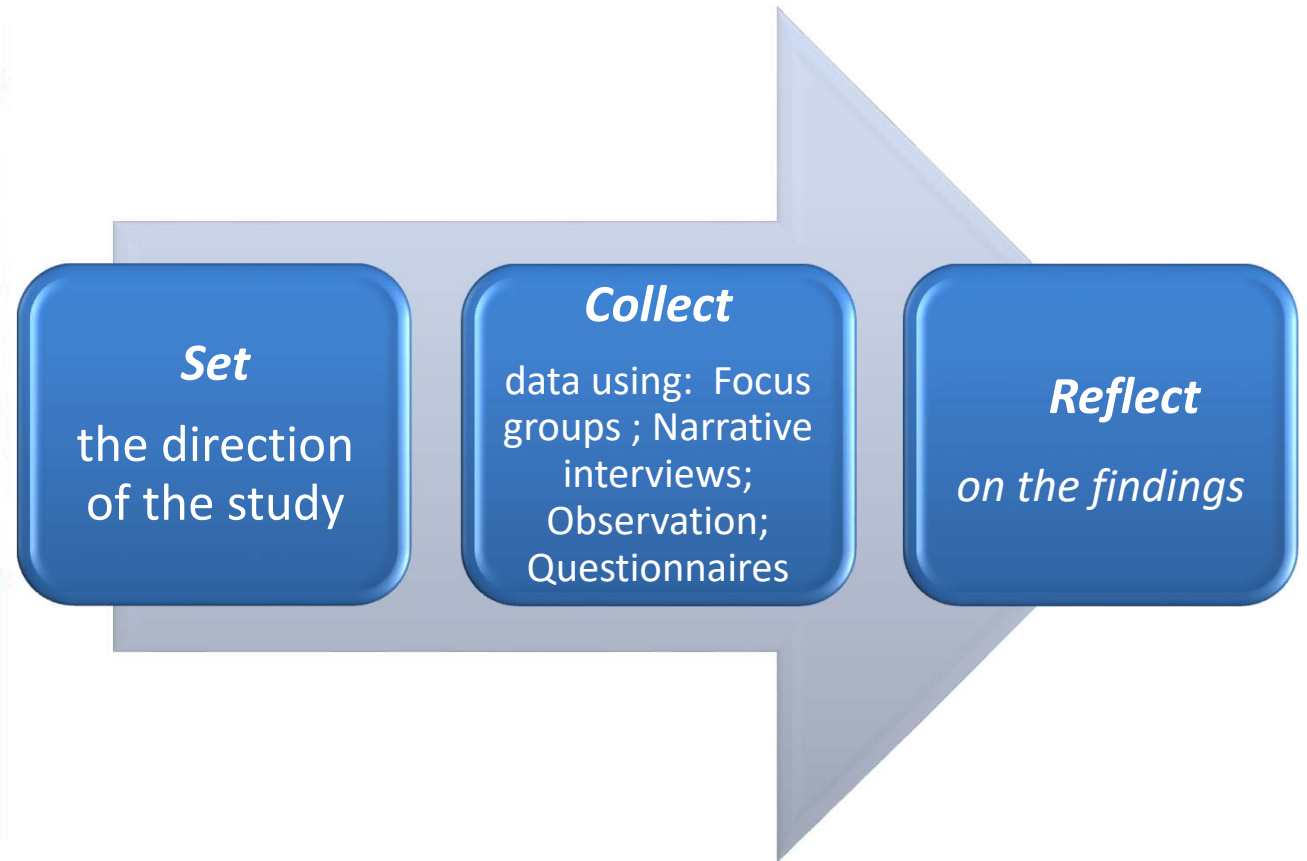 Set
the direction
of the study
Collect
data using:  Focus
groups ; Narrative
interviews;
Observation;
Questionnaires
Reflect
on the findings